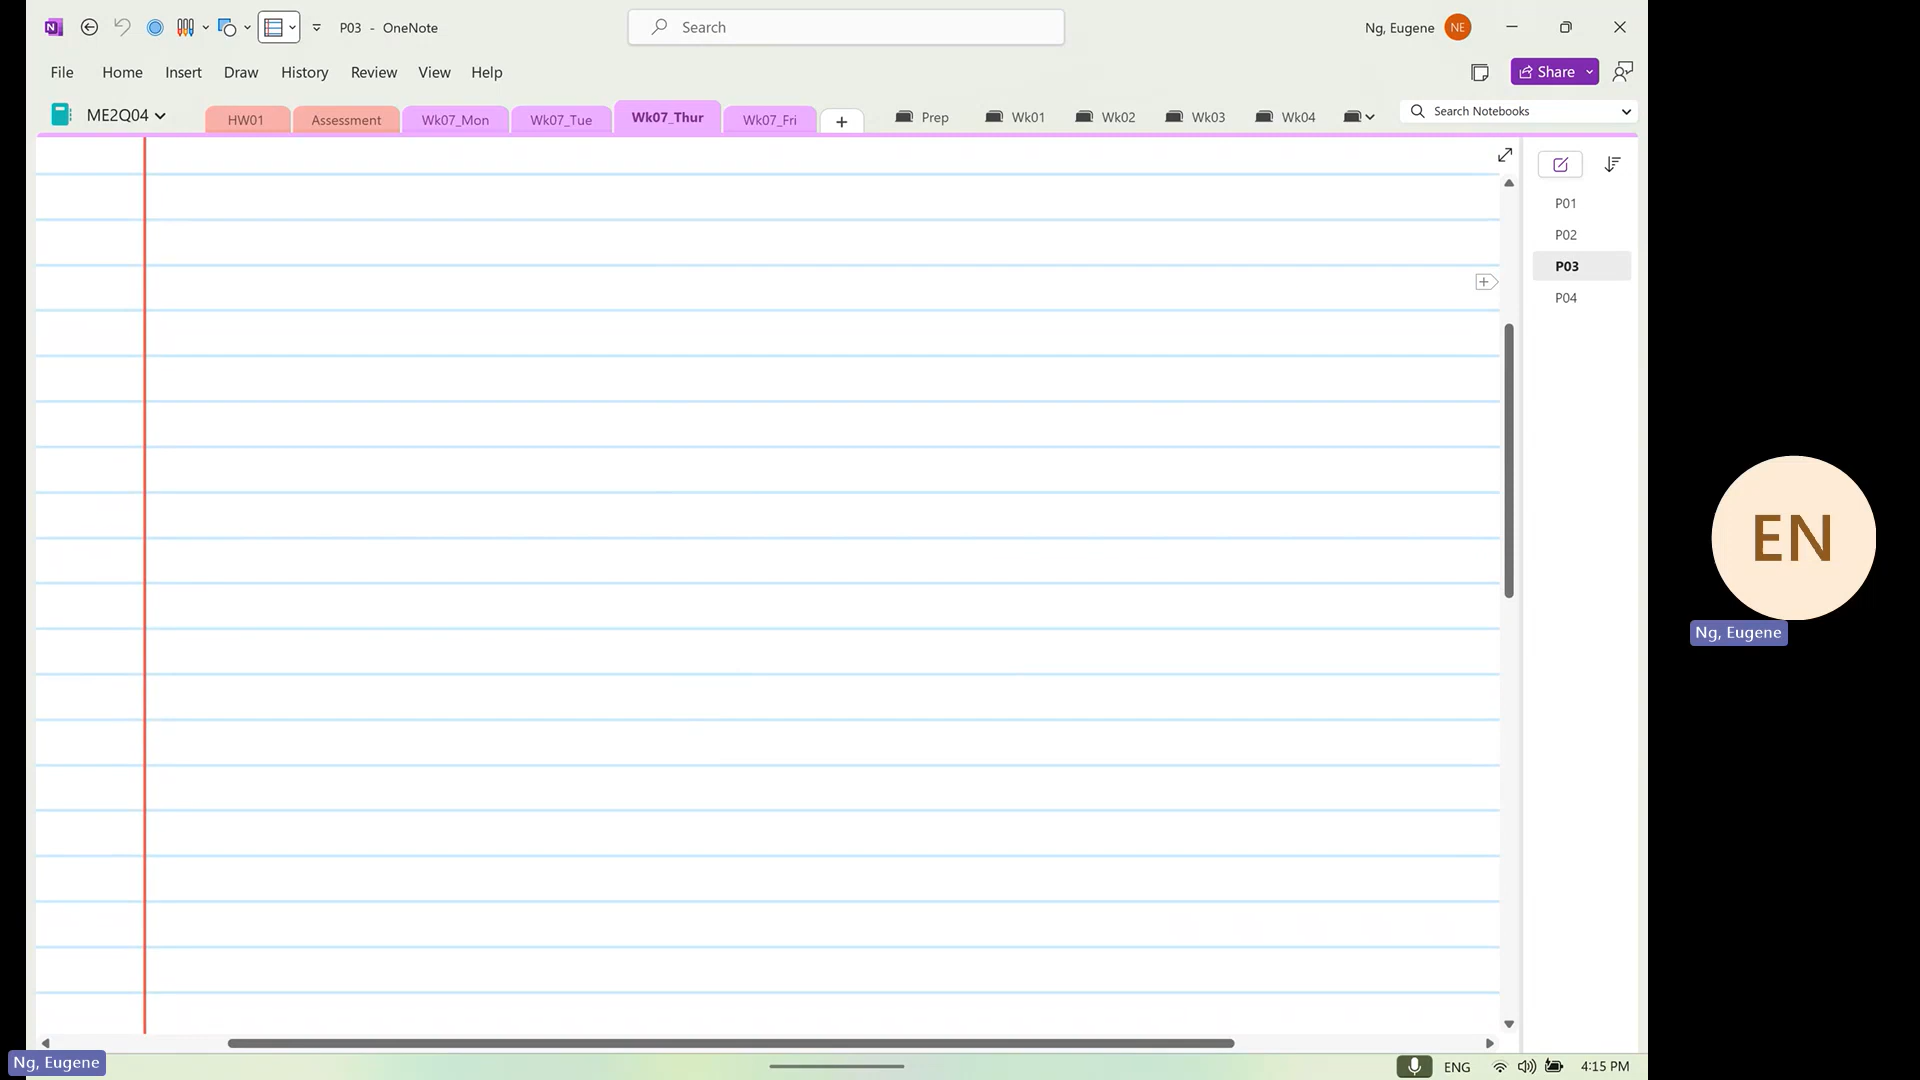 P03 - OneNote
Search
Ng, Eugene
NE
File Home Insert Draw History Review View Help
Share
ME2Q04
HW01
Assessment
Wk07_Mon
Wk07_Tue
Wk07_Thur
Wk07_Fri
Prep
Wk01
Wk02
Wk03
Wk04
Search Notebooks
P01
P02
P03
P04
EN
Ng, Eugene
Ng, Eugene
ENG
4:15 PM